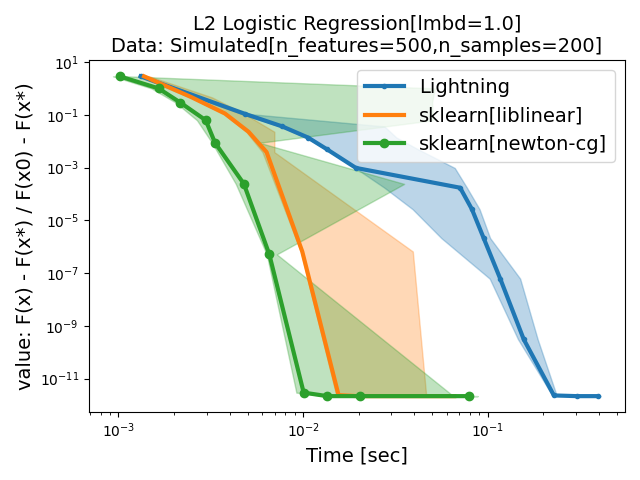 L2 Logistic Regression[lmbd=1.0]
Data: Simulated[n_features=500,n_samples=200]
value: F(x) - F(x*) / F(x0) - F(x*)
10¹
10⁻¹
10⁻³
10⁻⁵
10⁻⁷
10⁻⁹
10⁻¹¹
Lightning
sklearn[liblinear]
sklearn[newton-cg]
10⁻³
10⁻²
10⁻¹
Time [sec]